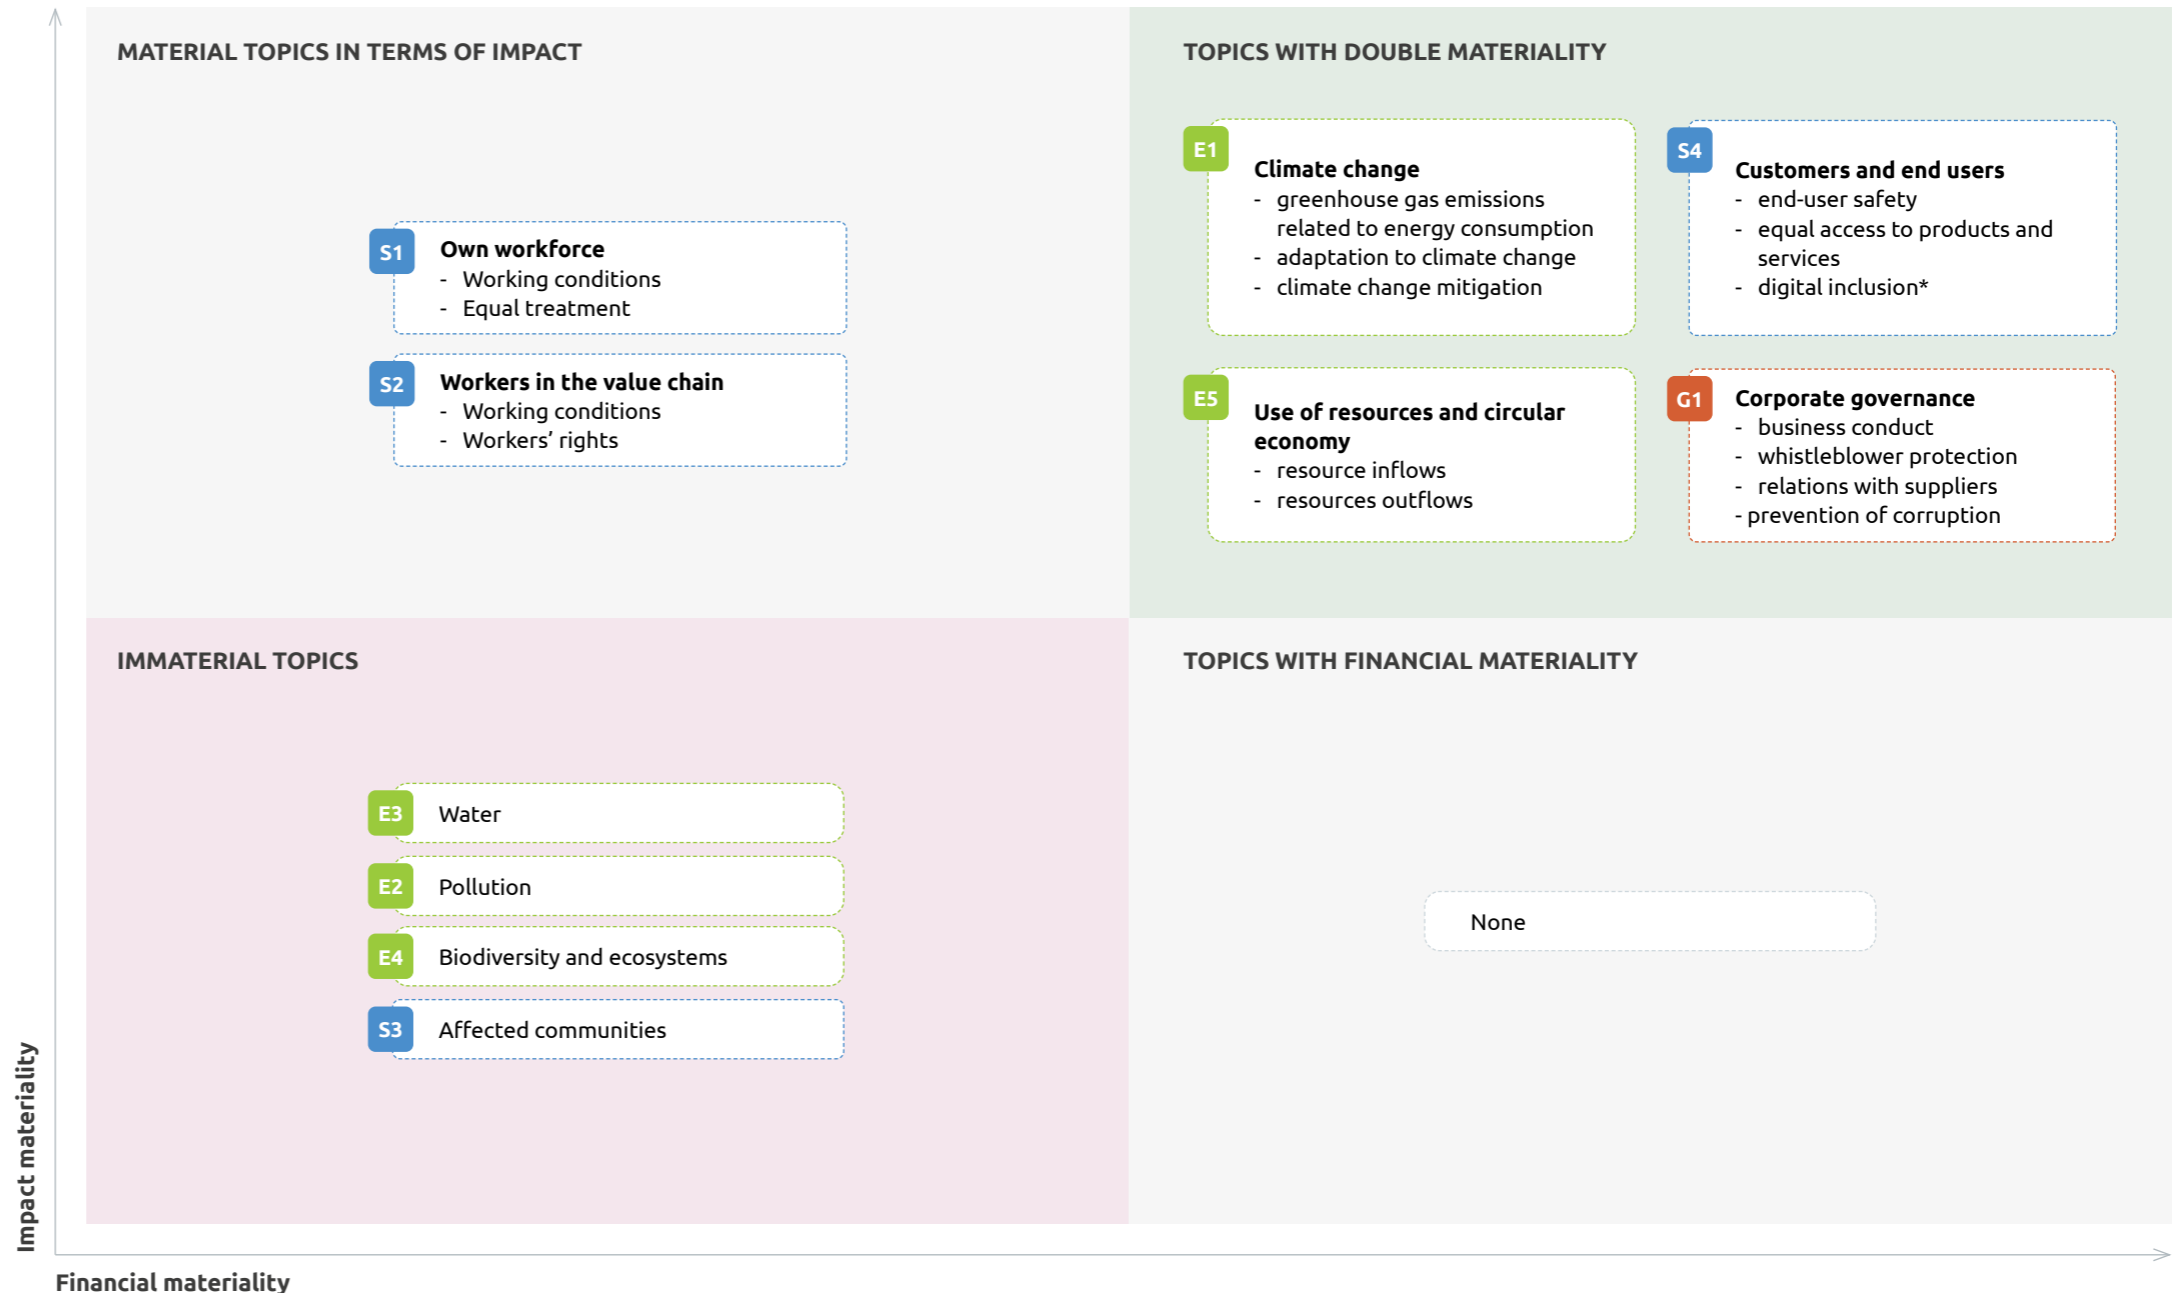 MATERIAL TOPICS IN TERMS OF IMPACT
S1
Own workforce
- Working conditions
- Equal treatment
S2
Workers in the value chain
- Working conditions
- Workers’ rights
TOPICS WITH DOUBLE MATERIALITY
E1
Climate change
- greenhouse gas emissions
related to energy consumption
- adaptation to climate change
- climate change mitigation
S4
Customers and end users
- end-user safety
- equal access to products and
services
- digital inclusion*
E5
Use of resources and circular
economy
- resource inflows
- resources outflows
G1
Corporate governance
- business conduct
- whistleblower protection
- relations with suppliers
- prevention of corruption
IMMATERIAL TOPICS
E3
Water
E2
Pollution
E4
Biodiversity and ecosystems
S3
Affected communities
TOPICS WITH FINANCIAL MATERIALITY
None
Impact materiality
Financial materiality